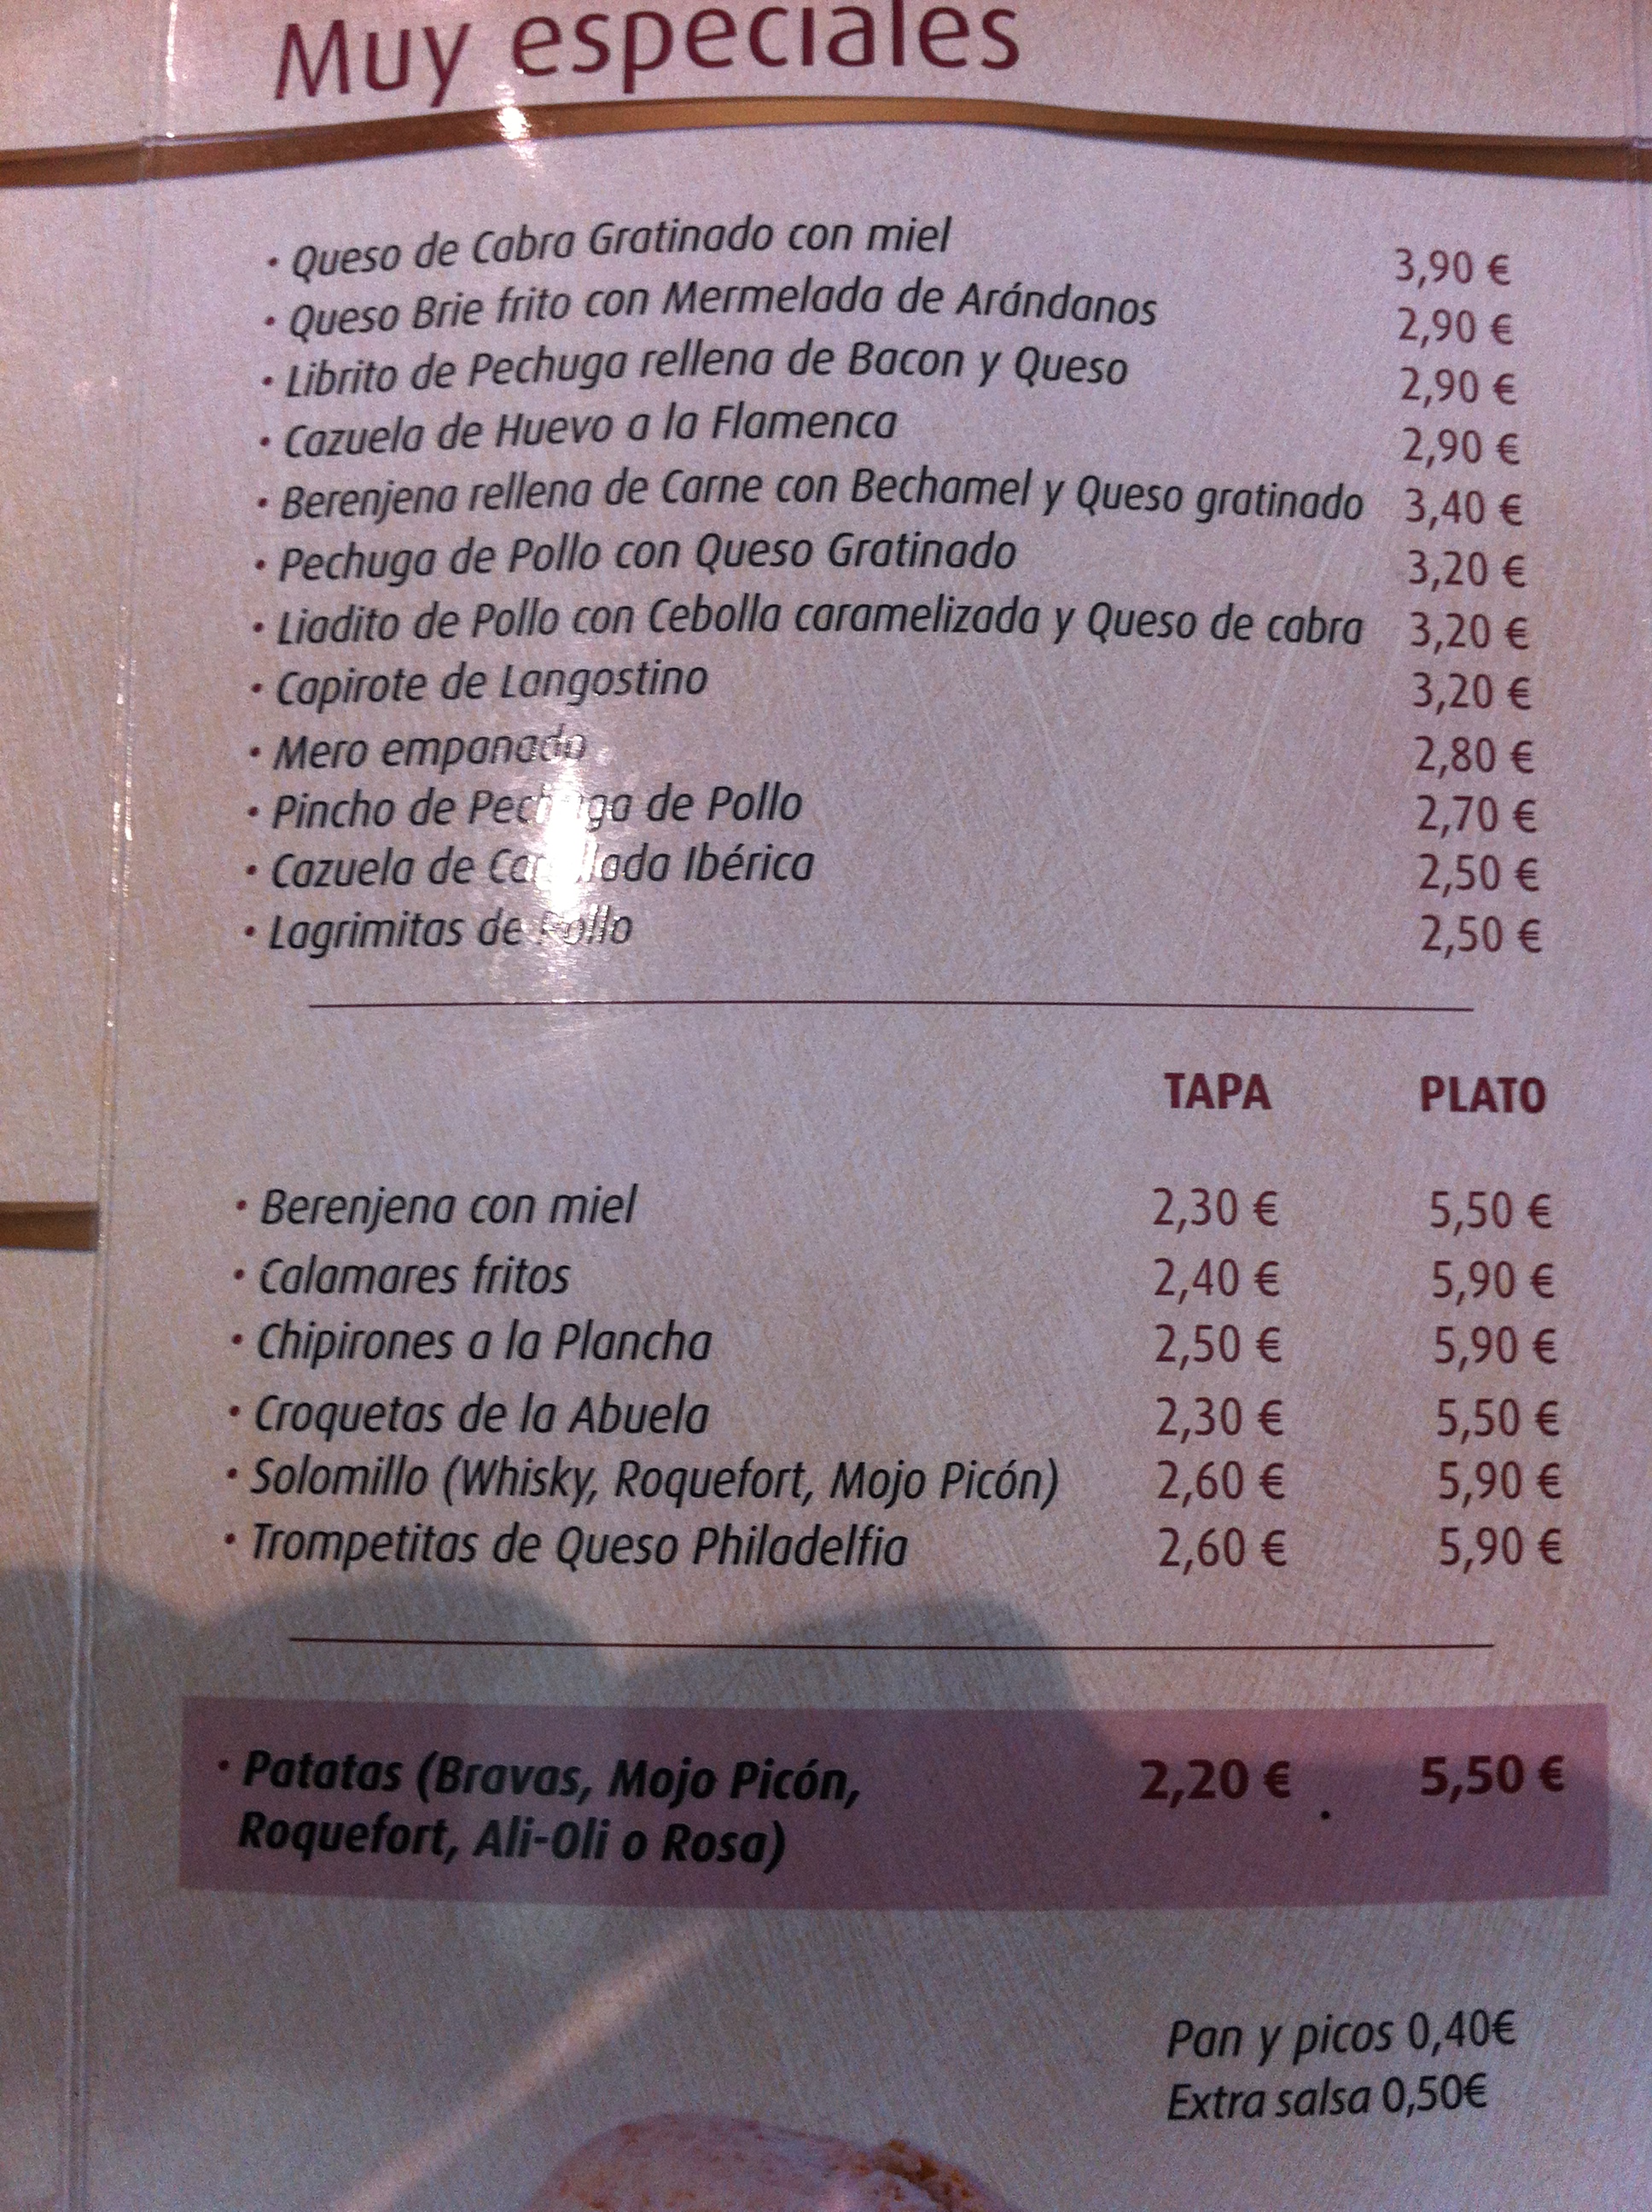 Muy especiales
· Queso de Cabra Gratinado con miel 3,90 €
· Queso Brie frito con Mermelada de Arándanos 2,90 €
· Librito de Pechuga rellena de Bacon y Queso 2,90 €
· Cazuela de Huevo a la Flamenca 2,90 €
· Berenjena rellena de Carne con Bechamel y Queso gratinado 3,40 €
· Pechuga de Pollo con Queso Gratinado 3,20 €
· Liadito de Pollo con Cebolla caramelizada y Queso de cabra 3,20 €
· Capirote de Langostino 3,20 €
· Mero empanado 2,80 €
· Pincho de Pechuga de Pollo 2,70 €
· Cazuela de Ibérica 2,50 €
· Lagrimitas de Pollo 2,50 €
TAPA PLATO
· Berenjena con miel 2,30 € 5,50 €
· Calamares fritos 2,40 € 5,90 €
· Chipirones a la Plancha 2,50 € 5,90 €
· Croquetas de la Abuela 2,30 € 5,50 €
· Solomillo (Whisky, Roquefort, Mojo Picón) 2,60 € 5,90 €
· Trompetitas de Queso Philadelfia 2,60 € 5,90 €
· Patatas (Bravas, Mojo Picón, 2,20 € 5,50 €
Roquefort, Ali-Oli o Rosa)
Pan y picos 0,40€
Extra salsa 0,50€